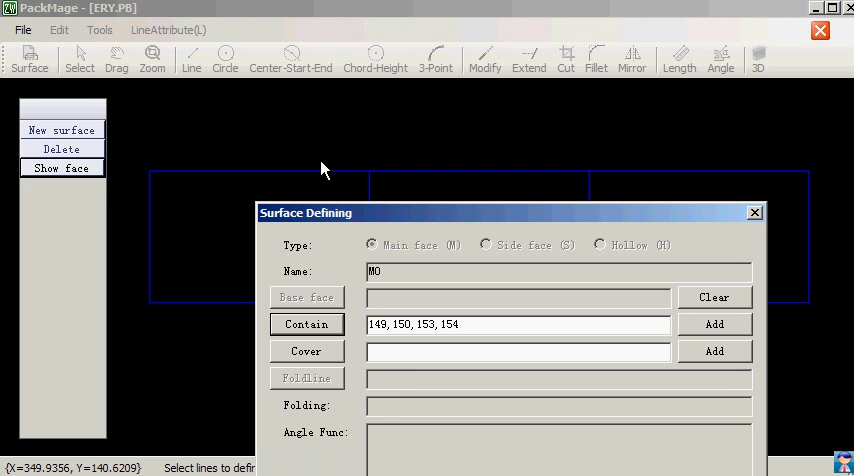 ZW PackMage - [ERY.PB]
File Edit Tools LineAttribute(L)
Surface Select Drag Zoom Line Circle Center-Start-End Chord-Height 3-Point Modify Extend Cut Fillet Mirror Length Angle 3D
New surface
Delete
Show face
Surface Defining
Type: Main face (M) Side face (S) Hollow (H)
Name: M0
Base face Clear
Contain 149,150,153,154 Add
Cover Add
Foldline
Folding:
Angle Func:
{X=349.9356, Y=140.6209} Select lines to defin